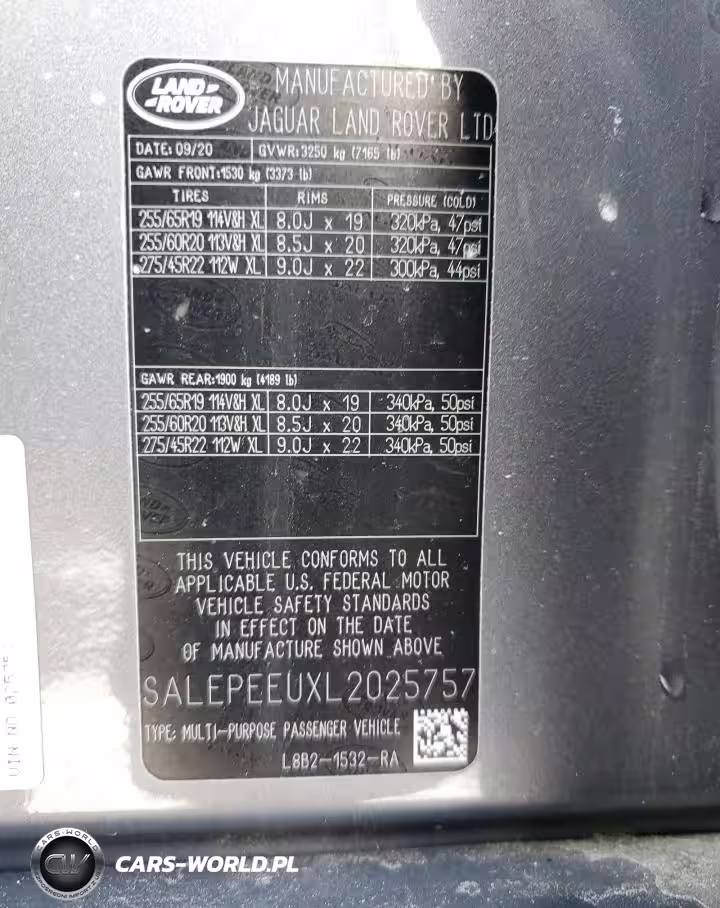 LAND ROVER
MANUFACTURED BY
JAGUAR LAND ROVER LTD
DATE: 09/20 GVWR:3250 kg (7165 lb)
GAWR FRONT:1530 kg (3373 lb)
TIRES RIMS PRESSURE (COLD)
255/65R19 114V&H XL 8.0J x 19 320kPa, 47psi
255/60R20 113V&H XL 8.5J x 20 320kPa, 47psi
275/45R22 112W XL 9.0J x 22 300kPa, 44psi
GAWR REAR:1900 kg (4189 lb)
255/65R19 114V&H XL 8.0J x 19 340kPa, 50psi
255/60R20 113V&H XL 8.5J x 20 340kPa, 50psi
275/45R22 112W XL 9.0J x 22 340kPa, 50psi
THIS VEHICLE CONFORMS TO ALL
APPLICABLE U.S. FEDERAL MOTOR
VEHICLE SAFETY STANDARDS
IN EFFECT ON THE DATE
OF MANUFACTURE SHOWN ABOVE
SALEPEEUXL2025757
TYPE: MULTI-PURPOSE PASSENGER VEHICLE
L8B2-1532-RA
VIN NO
CARS-WORLD
CW
CARS-WORLD.PL